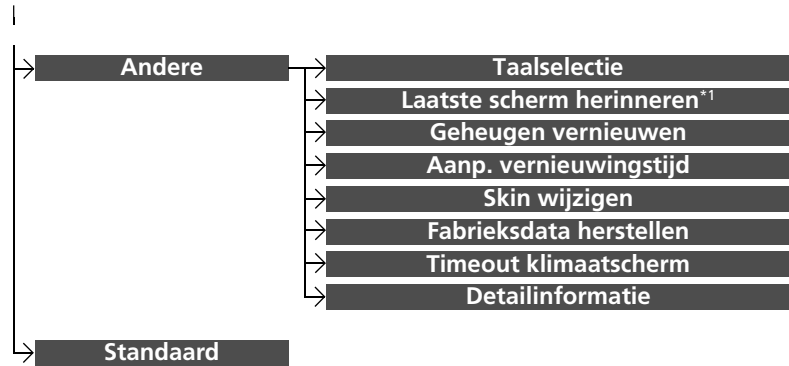 Andere
Taalselectie
Laatste scherm herinneren*1
Geheugen vernieuwen
Aanp. vernieuwingstijd
Skin wijzigen
Fabrieksdata herstellen
Timeout klimaatscherm
Detailinformatie
Standaard